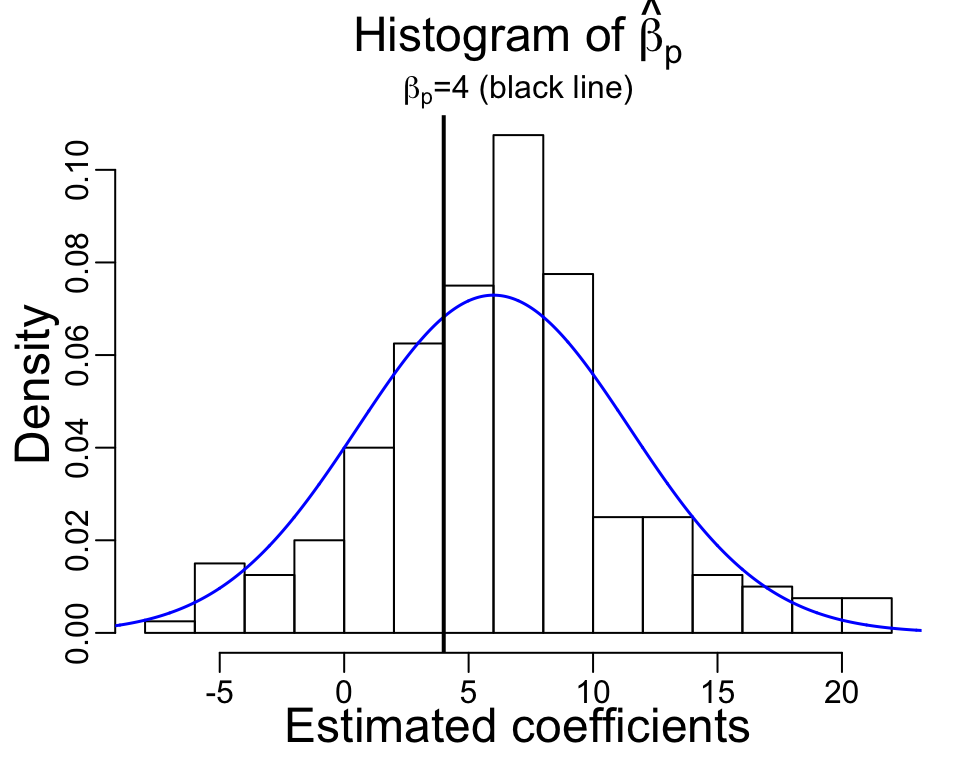 Histogram of β̂ₚ
βₚ=4 (black line)
Density
0.10
0.08
0.06
0.04
0.02
0.00
-5 0 5 10 15 20
Estimated coefficients